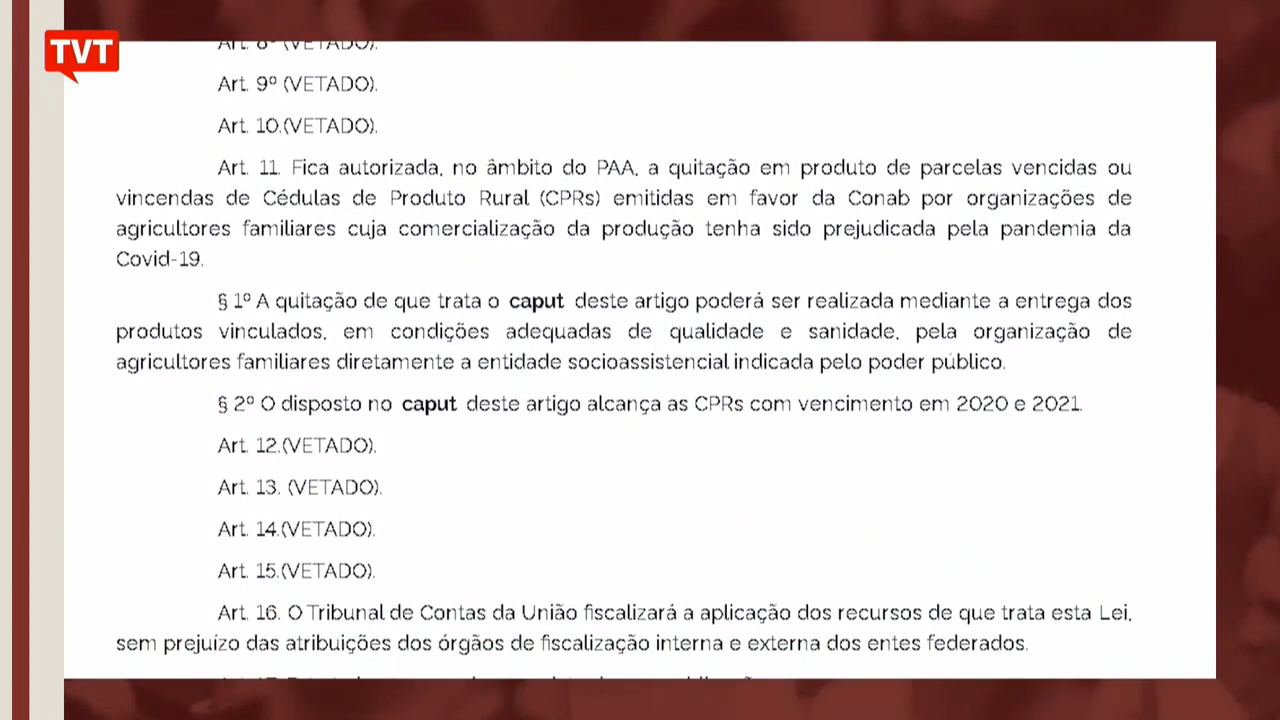 TVT
Art. 8º (VETADO).
Art. 9º (VETADO).
Art. 10.(VETADO).
Art. 11. Fica autorizada, no âmbito do PAA, a quitação em produto de parcelas vencidas ou
vincendas de Cédulas de Produto Rural (CPRs) emitidas em favor da Conab por organizações de
agricultores familiares cuja comercialização da produção tenha sido prejudicada pela pandemia da
Covid-19.
§ 1º A quitação de que trata o caput deste artigo poderá ser realizada mediante a entrega dos
produtos vinculados, em condições adequadas de qualidade e sanidade, pela organização de
agricultores familiares diretamente a entidade socioassistencial indicada pelo poder público.
§ 2º O disposto no caput deste artigo alcança as CPRs com vencimento em 2020 e 2021.
Art. 12.(VETADO).
Art. 13. (VETADO).
Art. 14.(VETADO).
Art. 15.(VETADO).
Art. 16. O Tribunal de Contas da União fiscalizará a aplicação dos recursos de que trata esta Lei,
sem prejuízo das atribuições dos órgãos de fiscalização interna e externa dos entes federados.